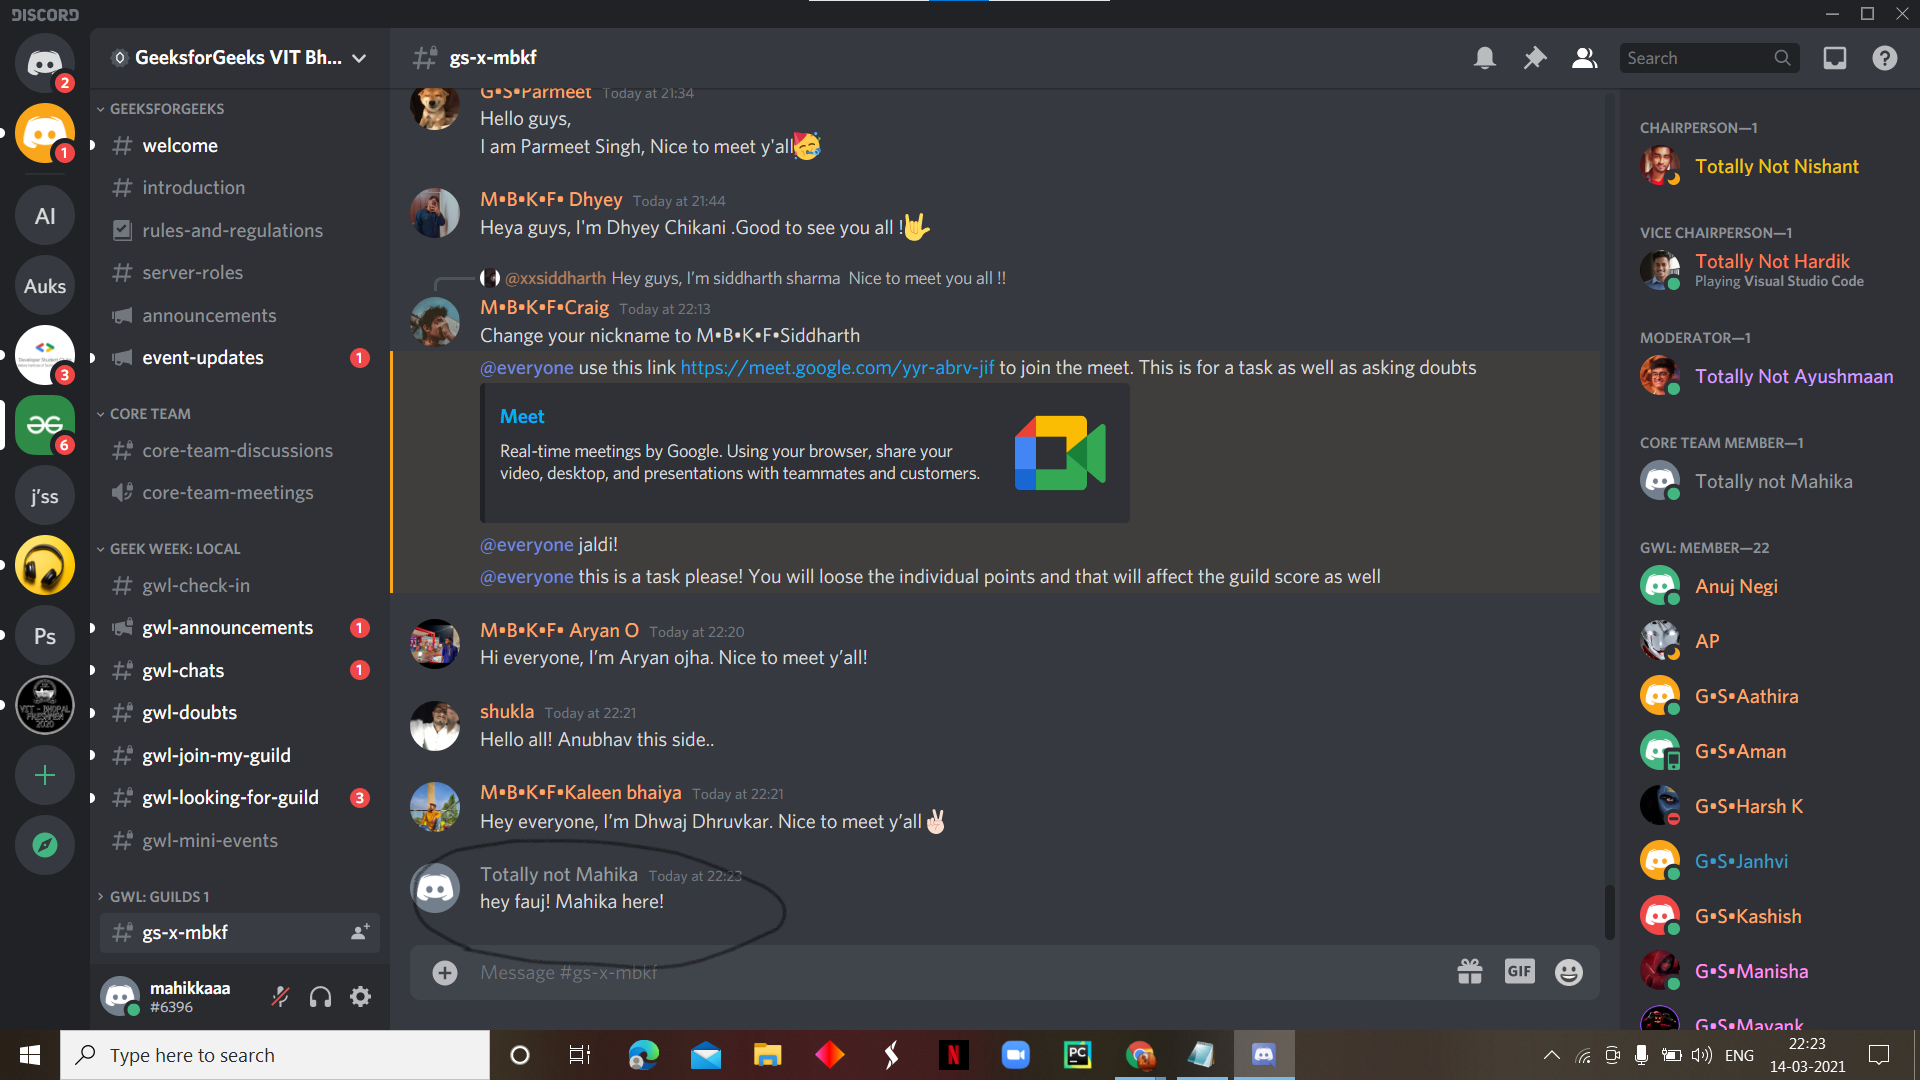 DISCORD
2
1
AI
Auks
3
6
j'ss
Ps
VIT - BHOPAL
FRESHMEN
2020
GeeksforGeeks VIT Bh...
GEEKSFORGEEKS
welcome
introduction
rules-and-regulations
server-roles
announcements
event-updates 1
CORE TEAM
core-team-discussions
core-team-meetings
GEEK WEEK: LOCAL
gwl-check-in
gwl-announcements 1
gwl-chats 1
gwl-doubts
gwl-join-my-guild
gwl-looking-for-guild 3
gwl-mini-events
GWL: GUILDS 1
gs-x-mbkf
mahikkaaa
#6396
gs-x-mbkf
Search
G•S•Parmeet Today at 21:34
Hello guys,
I am Parmeet Singh, Nice to meet y'all🥳
M•B•K•F• Dhyey Today at 21:44
Heya guys, I'm Dhyey Chikani .Good to see you all !🤟
@xxsiddharth Hey guys, I’m siddharth sharma Nice to meet you all !!
M•B•K•F•Craig Today at 22:13
Change your nickname to M•B•K•F•Siddharth
@everyone use this link https://meet.google.com/yyr-abrv-jif to join the meet. This is for a task as well as asking doubts
Meet
Real-time meetings by Google. Using your browser, share your
video, desktop, and presentations with teammates and customers.
@everyone jaldi!
@everyone this is a task please! You will loose the individual points and that will affect the guild score as well
M•B•K•F• Aryan O Today at 22:20
Hi everyone, I’m Aryan ojha. Nice to meet y’all!
shukla Today at 22:21
Hello all! Anubhav this side..
M•B•K•F•Kaleen bhaiya Today at 22:21
Hey everyone, I’m Dhwaj Dhruvkar. Nice to meet y’all✌🏻
Totally not Mahika Today at 22:23
hey fauj! Mahika here!
Message #gs-x-mbkf
GIF
CHAIRPERSON—1
Totally Not Nishant
VICE CHAIRPERSON—1
Totally Not Hardik
Playing Visual Studio Code
MODERATOR—1
Totally Not Ayushmaan
CORE TEAM MEMBER—1
Totally not Mahika
GWL: MEMBER—22
Anuj Negi
AP
G•S•Aathira
G•S•Aman
G•S•Harsh K
G•S•Janhvi
G•S•Kashish
G•S•Manisha
G•S•Mayank
Type here to search
N
PC
ENG
22:23
14-03-2021